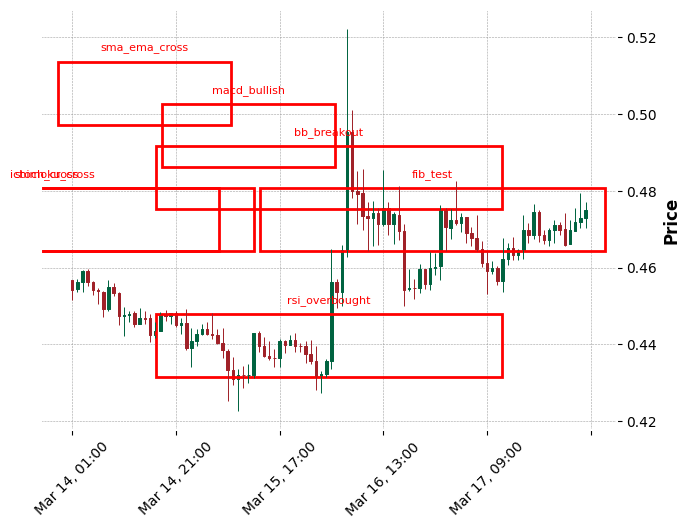 sma_ema_cross
macd_bullish
bb_breakout
stoch_cross
fib_test
rsi_overbought
0.52
0.50
0.48
0.46
0.44
0.42
Price
Mar 14, 01:00
Mar 14, 21:00
Mar 15, 17:00
Mar 16, 13:00
Mar 17, 09:00